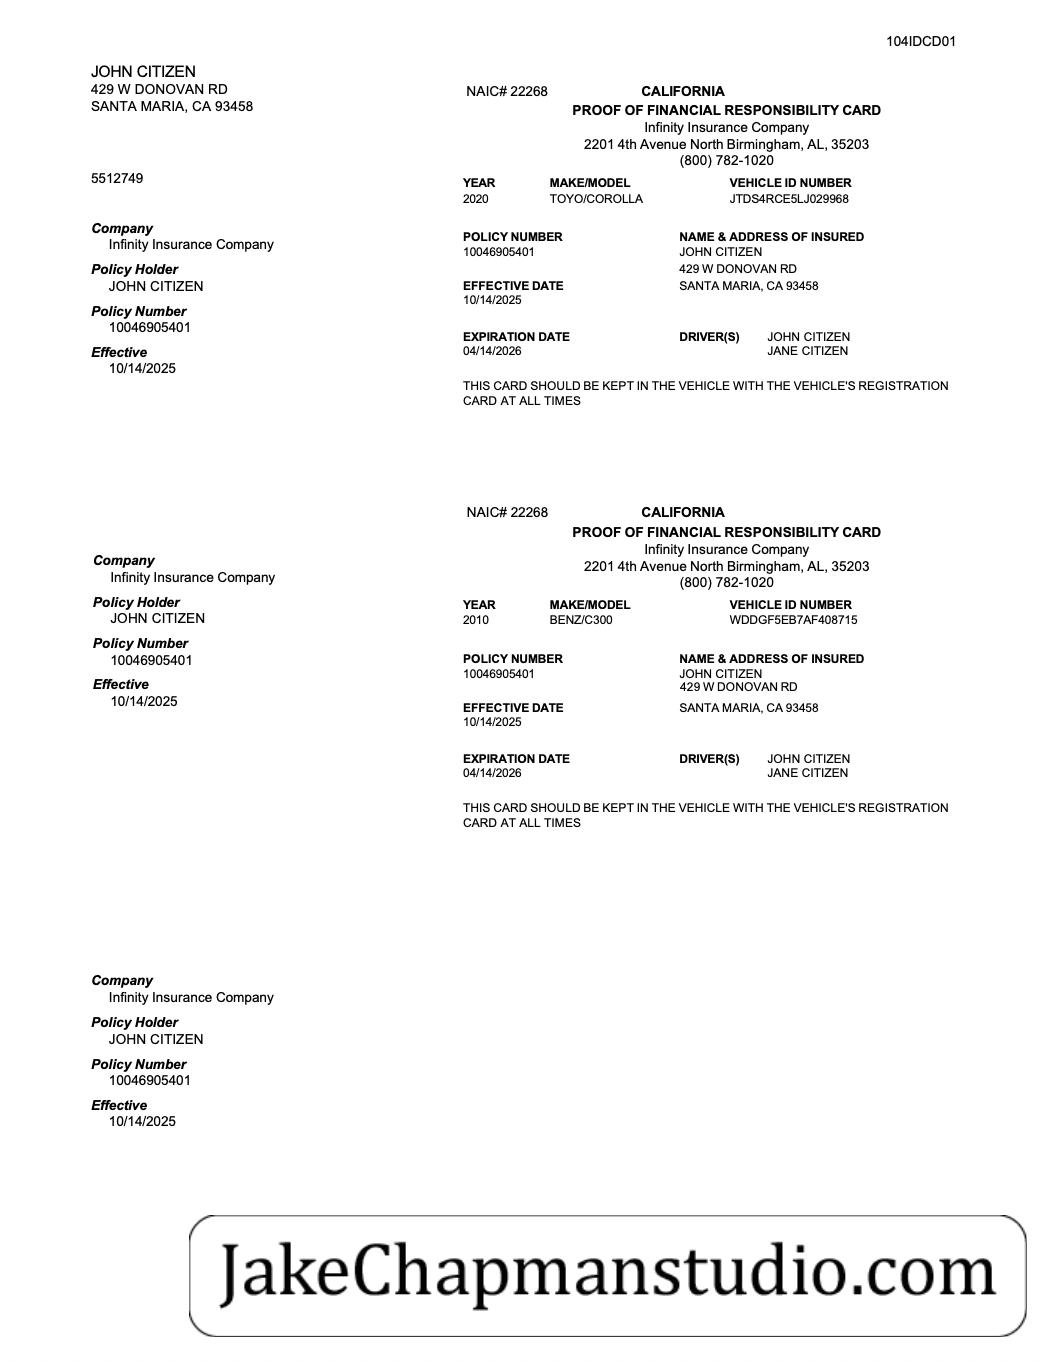 104IDCD01
JOHN CITIZEN
429 W DONOVAN RD
SANTA MARIA, CA 93458
5512749
Company
Infinity Insurance Company
Policy Holder
JOHN CITIZEN
Policy Number
10046905401
Effective
10/14/2025
NAIC# 22268 CALIFORNIA
PROOF OF FINANCIAL RESPONSIBILITY CARD
Infinity Insurance Company
2201 4th Avenue North Birmingham, AL, 35203
(800) 782-1020
YEAR MAKE/MODEL VEHICLE ID NUMBER
2020 TOYO/COROLLA JTDS4RCE5LJ029968
POLICY NUMBER NAME & ADDRESS OF INSURED
10046905401 JOHN CITIZEN
429 W DONOVAN RD
EFFECTIVE DATE SANTA MARIA, CA 93458
10/14/2025
EXPIRATION DATE DRIVER(S) JOHN CITIZEN
04/14/2026 JANE CITIZEN
THIS CARD SHOULD BE KEPT IN THE VEHICLE WITH THE VEHICLE'S REGISTRATION
CARD AT ALL TIMES
Company
Infinity Insurance Company
Policy Holder
JOHN CITIZEN
Policy Number
10046905401
Effective
10/14/2025
NAIC# 22268 CALIFORNIA
PROOF OF FINANCIAL RESPONSIBILITY CARD
Infinity Insurance Company
2201 4th Avenue North Birmingham, AL, 35203
(800) 782-1020
YEAR MAKE/MODEL VEHICLE ID NUMBER
2010 BENZ/C300 WDDGF5EB7AF408715
POLICY NUMBER NAME & ADDRESS OF INSURED
10046905401 JOHN CITIZEN
429 W DONOVAN RD
EFFECTIVE DATE SANTA MARIA, CA 93458
10/14/2025
EXPIRATION DATE DRIVER(S) JOHN CITIZEN
04/14/2026 JANE CITIZEN
THIS CARD SHOULD BE KEPT IN THE VEHICLE WITH THE VEHICLE'S REGISTRATION
CARD AT ALL TIMES
Company
Infinity Insurance Company
Policy Holder
JOHN CITIZEN
Policy Number
10046905401
Effective
10/14/2025
JakeChapmanstudio.com